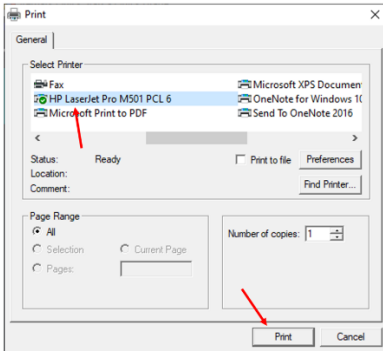 Print
General
Select Printer
Fax
HP LaserJet Pro M501 PCL 6
Microsoft Print to PDF
Microsoft XPS Documen
OneNote for Windows 10
Send To OneNote 2016
Status: Ready
Location:
Comment:
Print to file
Preferences
Find Printer...
Page Range
All
Selection
Current Page
Pages:
Number of copies: 1
Print
Cancel